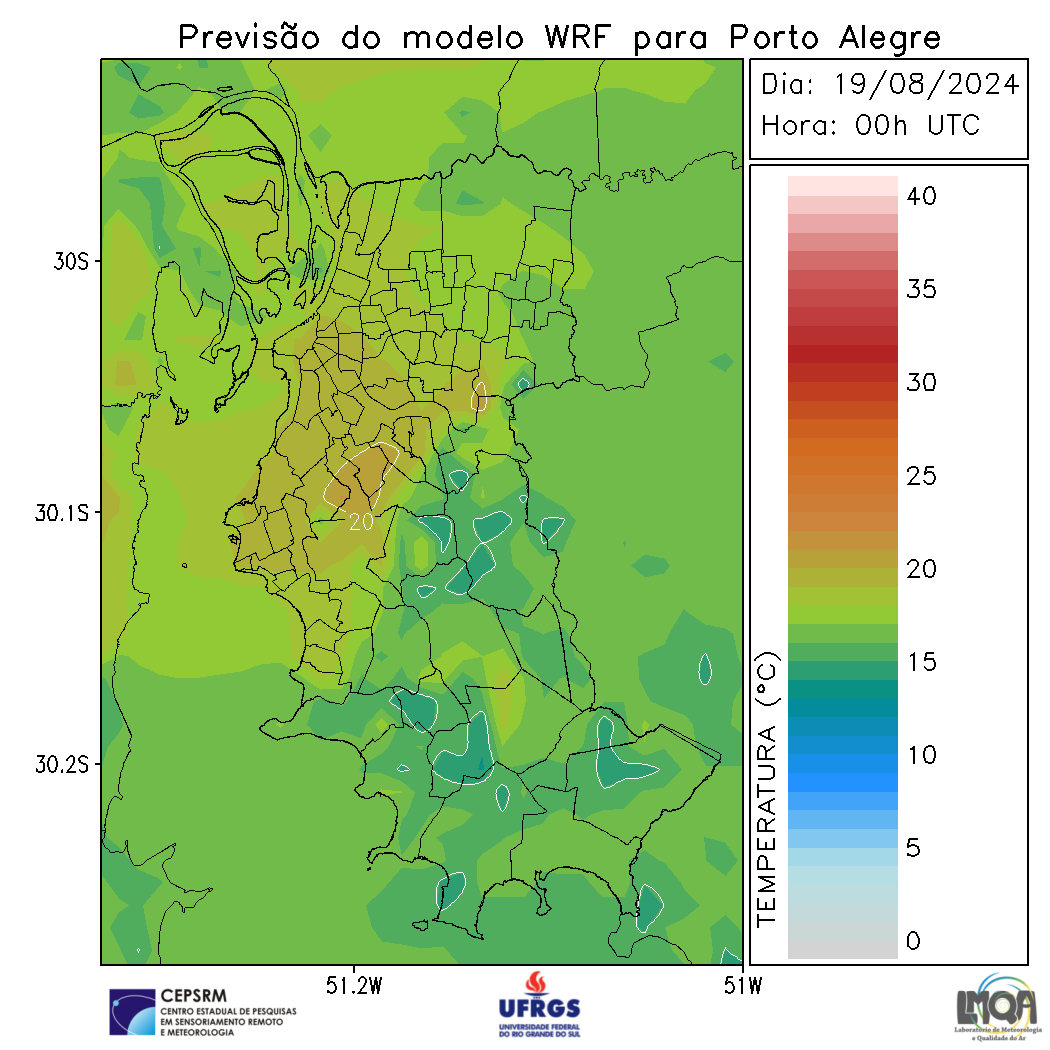 Previsão do modelo WRF para Porto Alegre
Dia: 19/08/2024
Hora: 00h UTC
40
35
30
25
20
15
10
5
0
TEMPERATURA (°C)
30S
30.1S
30.2S
20
51.2W
51W
CEPSRM
CENTRO ESTADUAL DE PESQUISAS
EM SENSORIAMENTO REMOTO
E METEOROLOGIA
UFRGS
UNIVERSIDADE FEDERAL
DO RIO GRANDE DO SUL
LMQA
Laboratório de Meteorologia
e Qualidade do Ar